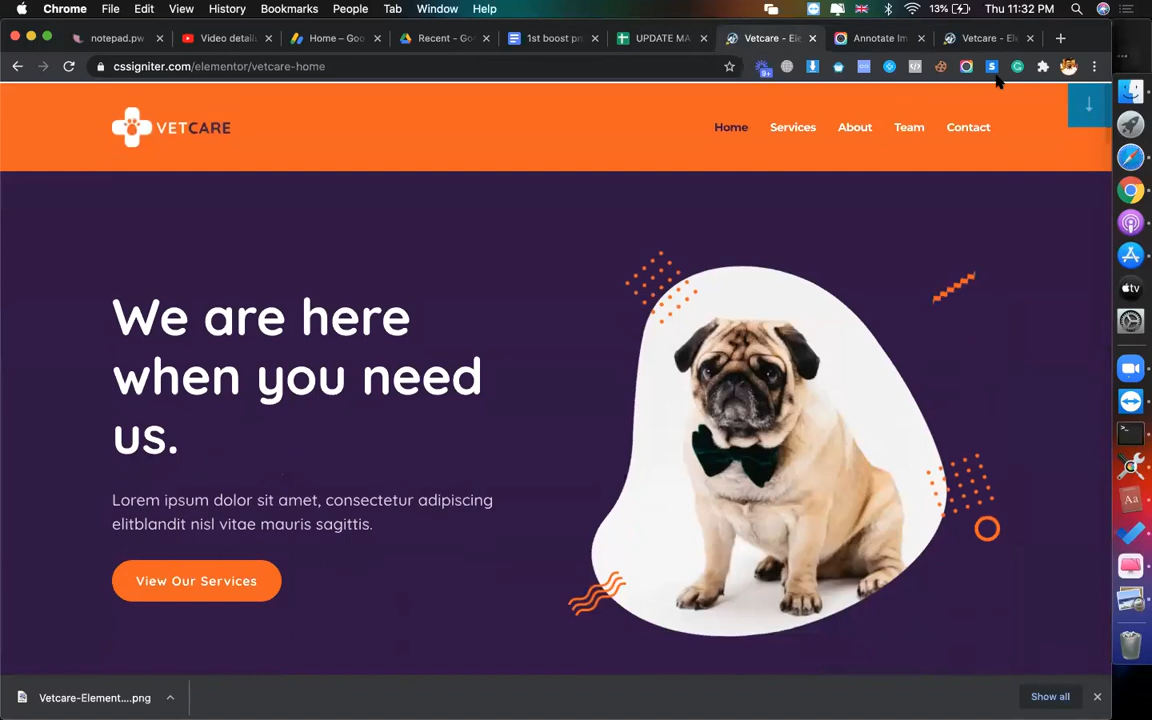 Chrome File Edit View History Bookmarks People Tab Window Help 13% Thu 11:32 PM
notepad.pw Video detail Home – Goo Recent - Go 1st boost pr UPDATE MA Vetcare - Ele Annotate Im Vetcare - Ele
cssigniter.com/elementor/vetcare-home
9+
S
tv
VETCARE
Home Services About Team Contact
We are here
when you need
us.
Lorem ipsum dolor sit amet, consectetur adipiscing
elitblandit nisl vitae mauris sagittis.
View Our Services
Aa
Vetcare-Element....png
Show all